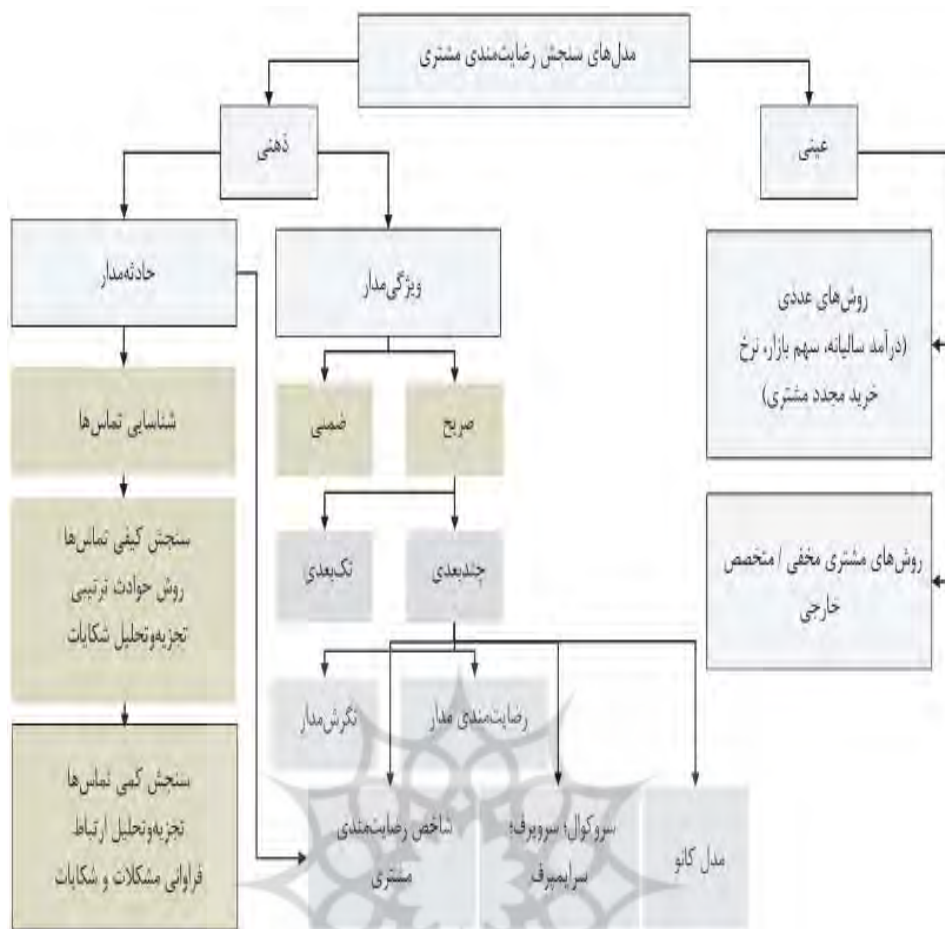 مدل‌های سنجش رضایت‌مندی مشتری
عینی
ذهنی
روش‌های عددی
(درآمد سالیانه، سهم بازار، نرخ
خرید مجدد مشتری)
روش‌های مشتری مخفی / متخصص
خارجی
ویژگی‌مدار
حادثه‌مدار
صریح
ضمنی
چندبعدی
تک‌بعدی
رضایت‌مندی مدار
نگرش‌مدار
مدل کانو
سروکوال؛ سروپرف؛
سرایمپرف
شاخص رضایت‌مندی
مشتری
شناسایی تماس‌ها
سنجش کیفی تماس‌ها
روش حوادث ترتیبی
تجزیه‌وتحلیل شکایات
سنجش کمی تماس‌ها
تجزیه‌وتحلیل ارتباط
فراوانی مشکلات و شکایات